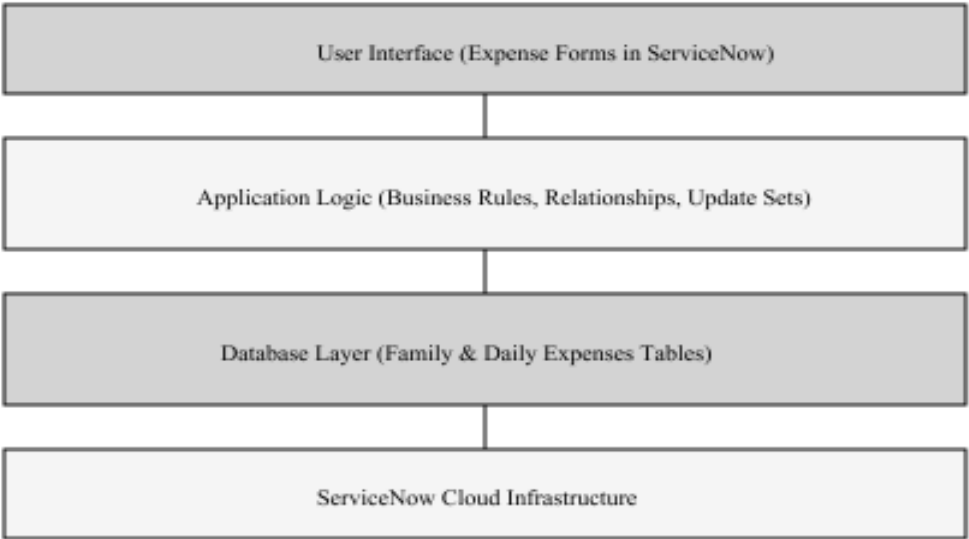 User Interface (Expense Forms in ServiceNow)
Application Logic (Business Rules, Relationships, Update Sets)
Database Layer (Family & Daily Expenses Tables)
ServiceNow Cloud Infrastructure